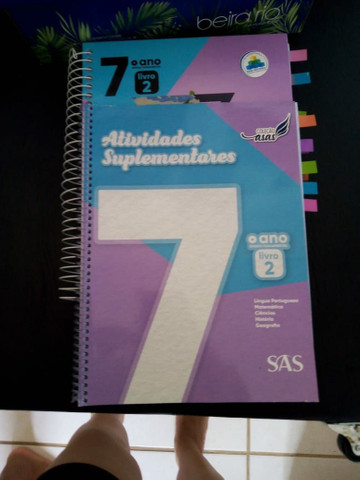 beira rio
7º ano
livro
2
Atividades
Suplementares
asas
7
º ano
livro
2
Língua Portuguesa
Matemática
Ciências
História
Geografia
SAS